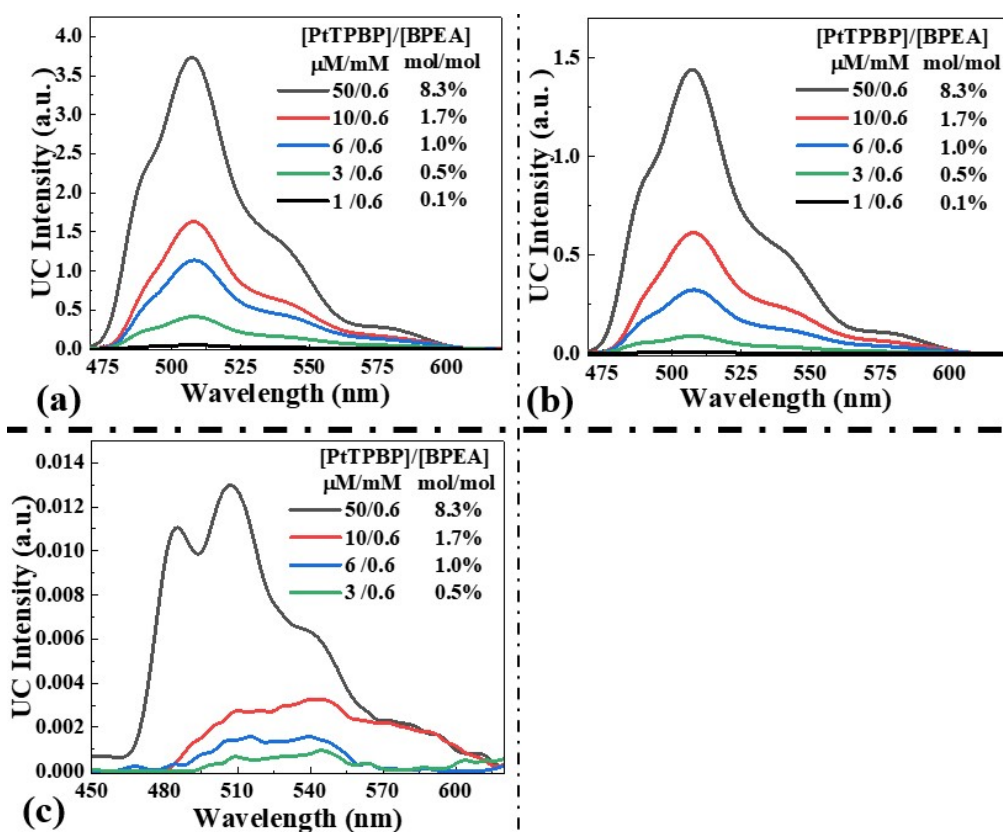 [PtTPBP]/[BPEA]
μM/mM mol/mol
50/0.6 8.3%
10/0.6 1.7%
6 /0.6 1.0%
3 /0.6 0.5%
1 /0.6 0.1%
UC Intensity (a.u.)
4.0
3.5
3.0
2.5
2.0
1.5
1.0
0.5
0.0
475 500 525 550 575 600
Wavelength (nm)
(a)
[PtTPBP]/[BPEA]
μM/mM mol/mol
50/0.6 8.3%
10/0.6 1.7%
6 /0.6 1.0%
3 /0.6 0.5%
1 /0.6 0.1%
UC Intensity (a.u.)
1.5
1.0
0.5
0.0
475 500 525 550 575 600
Wavelength (nm)
(b)
[PtTPBP]/[BPEA]
μM/mM mol/mol
50/0.6 8.3%
10/0.6 1.7%
6 /0.6 1.0%
3 /0.6 0.5%
UC Intensity (a.u.)
0.014
0.012
0.010
0.008
0.006
0.004
0.002
0.000
450 480 510 540 570 600
Wavelength (nm)
(c)